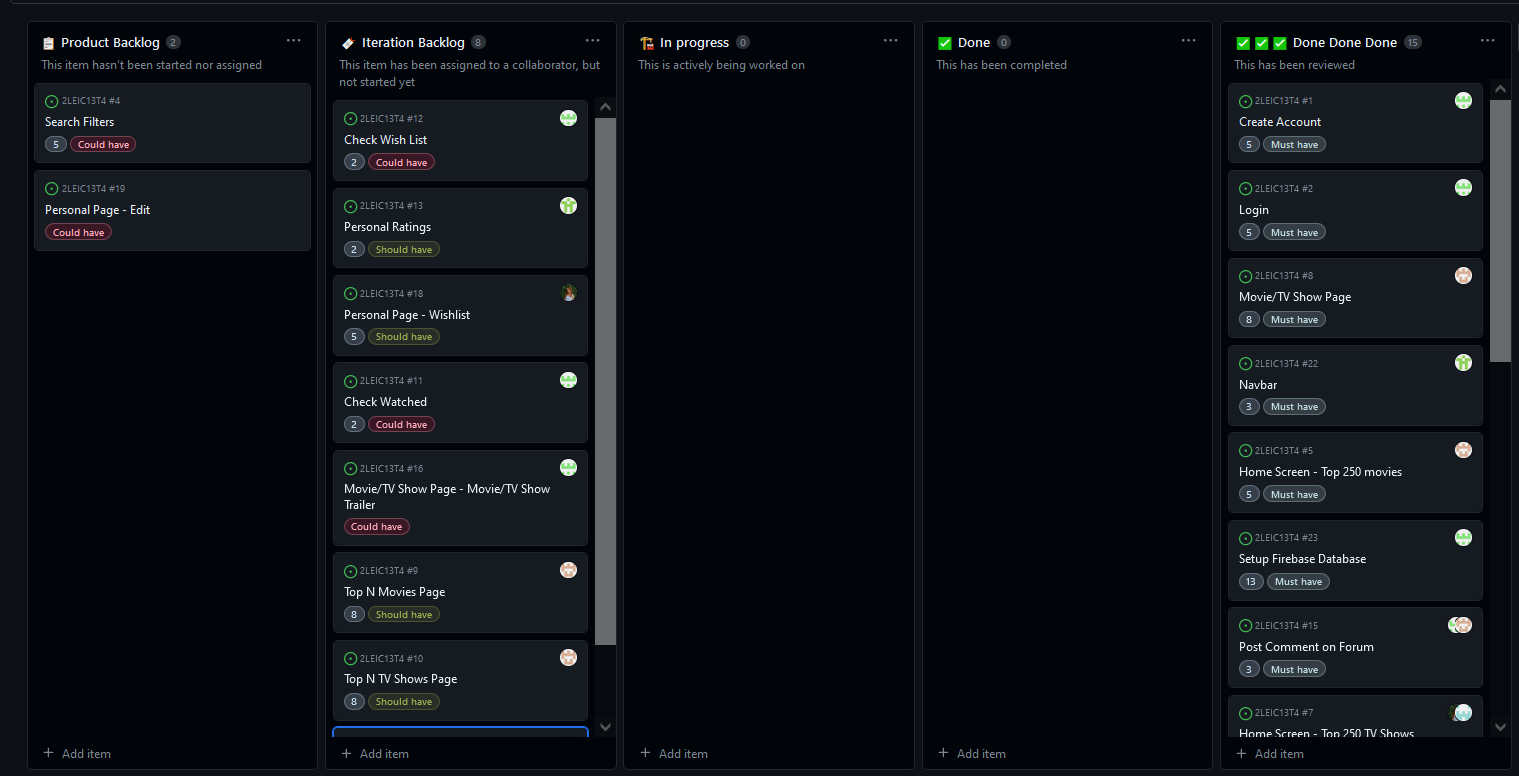 Product Backlog 2
This item hasn't been started nor assigned
2LEIC13T4 #4
Search Filters
5 Could have
2LEIC13T4 #19
Personal Page - Edit
Could have
Add item
Iteration Backlog 8
This item has been assigned to a collaborator, but
not started yet
2LEIC13T4 #12
Check Wish List
2 Could have
2LEIC13T4 #13
Personal Ratings
2 Should have
2LEIC13T4 #18
Personal Page - Wishlist
5 Should have
2LEIC13T4 #11
Check Watched
2 Could have
2LEIC13T4 #16
Movie/TV Show Page - Movie/TV Show
Trailer
Could have
2LEIC13T4 #9
Top N Movies Page
8 Should have
2LEIC13T4 #10
Top N TV Shows Page
8 Should have
Add item
In progress 0
This is actively being worked on
Add item
Done 0
This has been completed
Add item
Done Done Done 15
This has been reviewed
2LEIC13T4 #1
Create Account
5 Must have
2LEIC13T4 #2
Login
5 Must have
2LEIC13T4 #8
Movie/TV Show Page
8 Must have
2LEIC13T4 #22
Navbar
3 Must have
2LEIC13T4 #5
Home Screen - Top 250 movies
5 Must have
2LEIC13T4 #23
Setup Firebase Database
13 Must have
2LEIC13T4 #15
Post Comment on Forum
3 Must have
2LEIC13T4 #7
Home Screen - Top 250 TV Shows
Add item